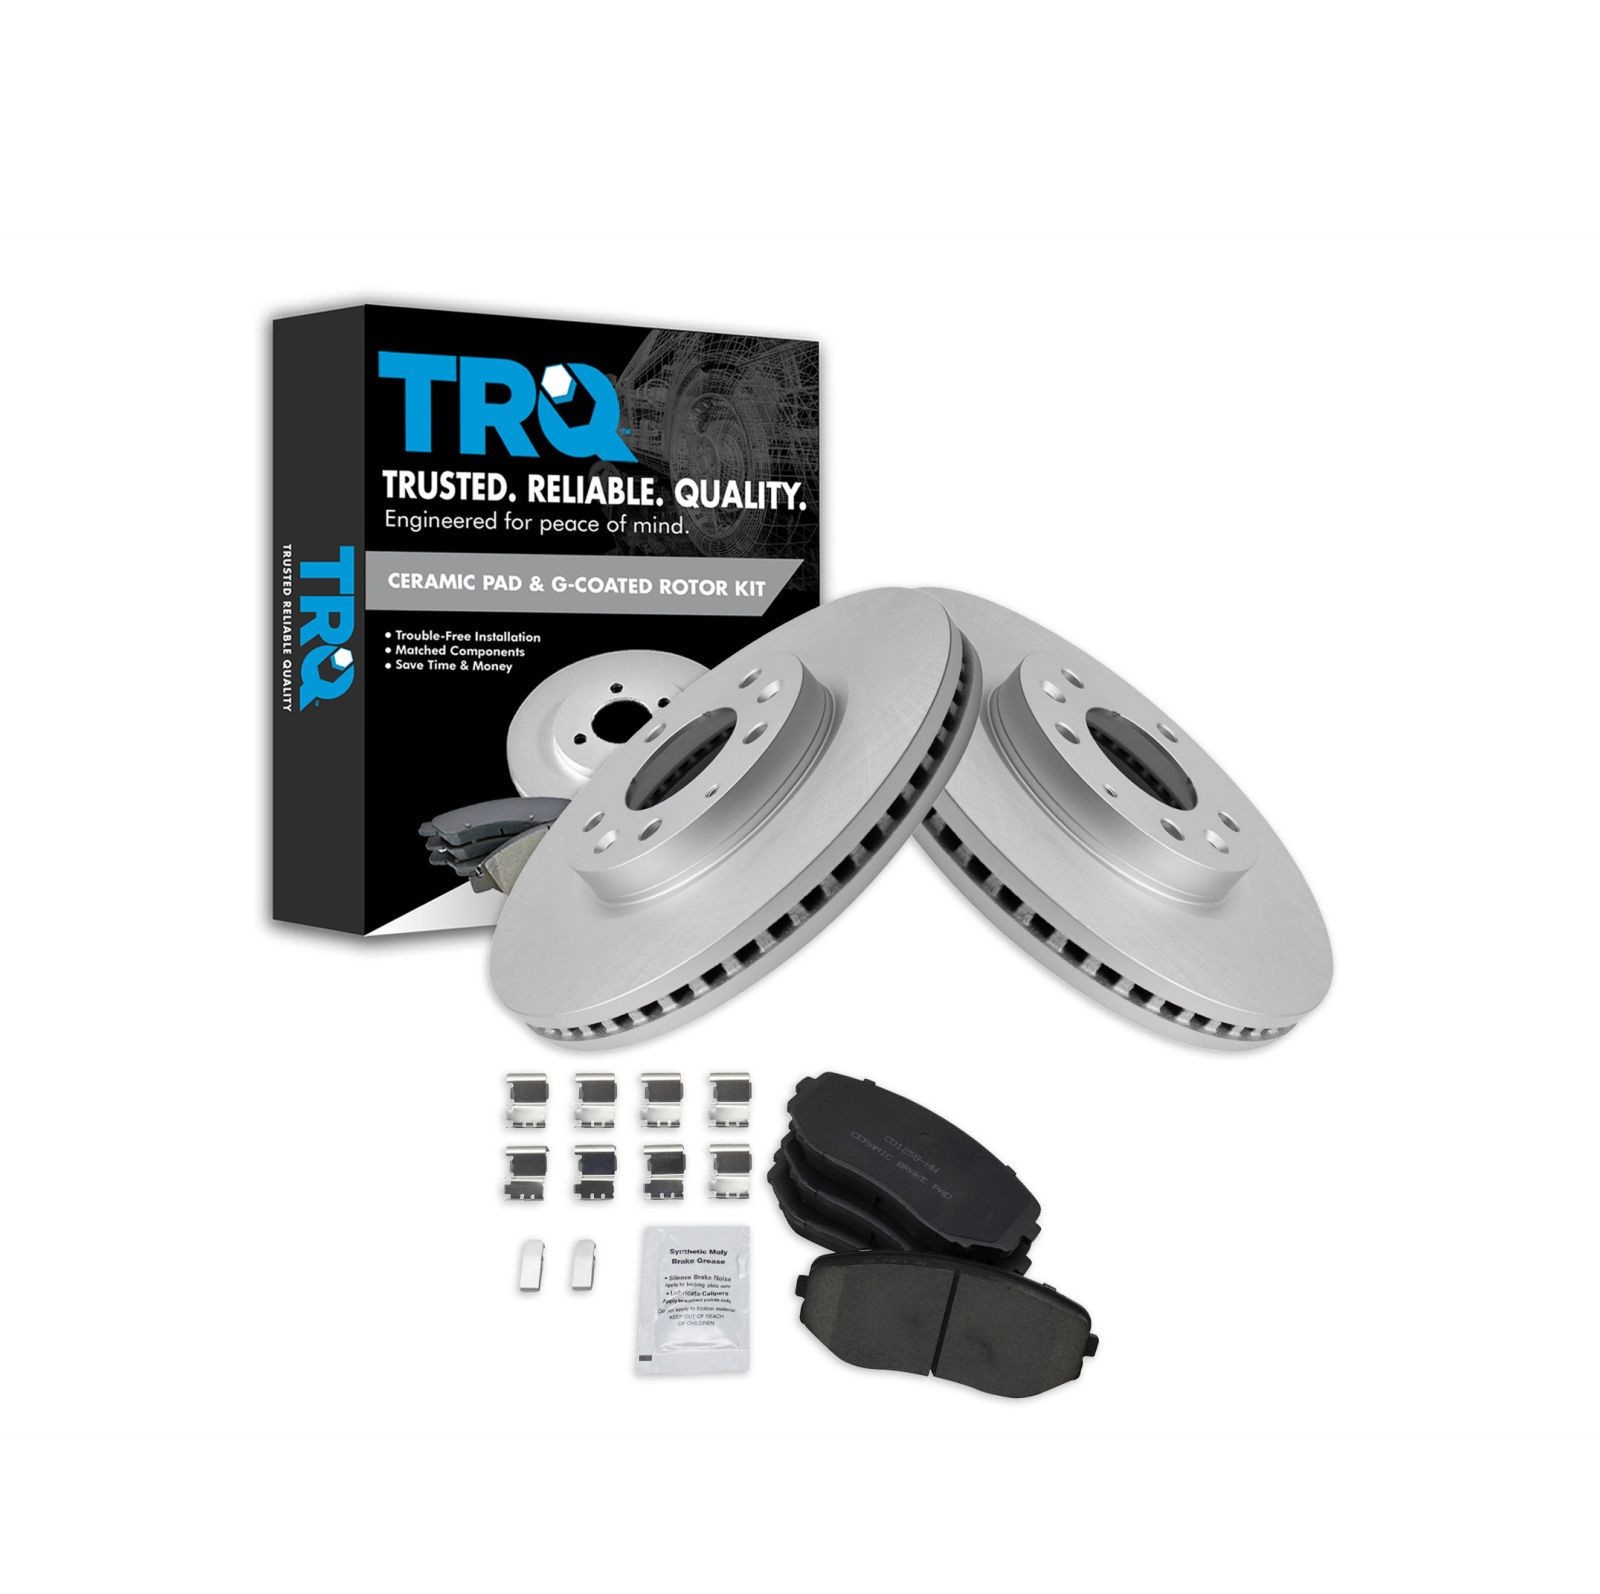 TRQ™
TRUSTED. RELIABLE. QUALITY.
Engineered for peace of mind.
CERAMIC PAD & G-COATED ROTOR KIT
• Trouble-Free Installation
• Matched Components
• Save Time & Money
TRQ™
TRUSTED RELIABLE QUALITY
CD1258-HW
CERAMIC BRAKE PAD
Synthetic Moly
Brake Grease
• Silence Brake Noise
Apply to backing plate only
• Lubricate Calipers
Apply to contact points only
Do not apply to friction material
KEEP OUT OF REACH
OF CHILDREN